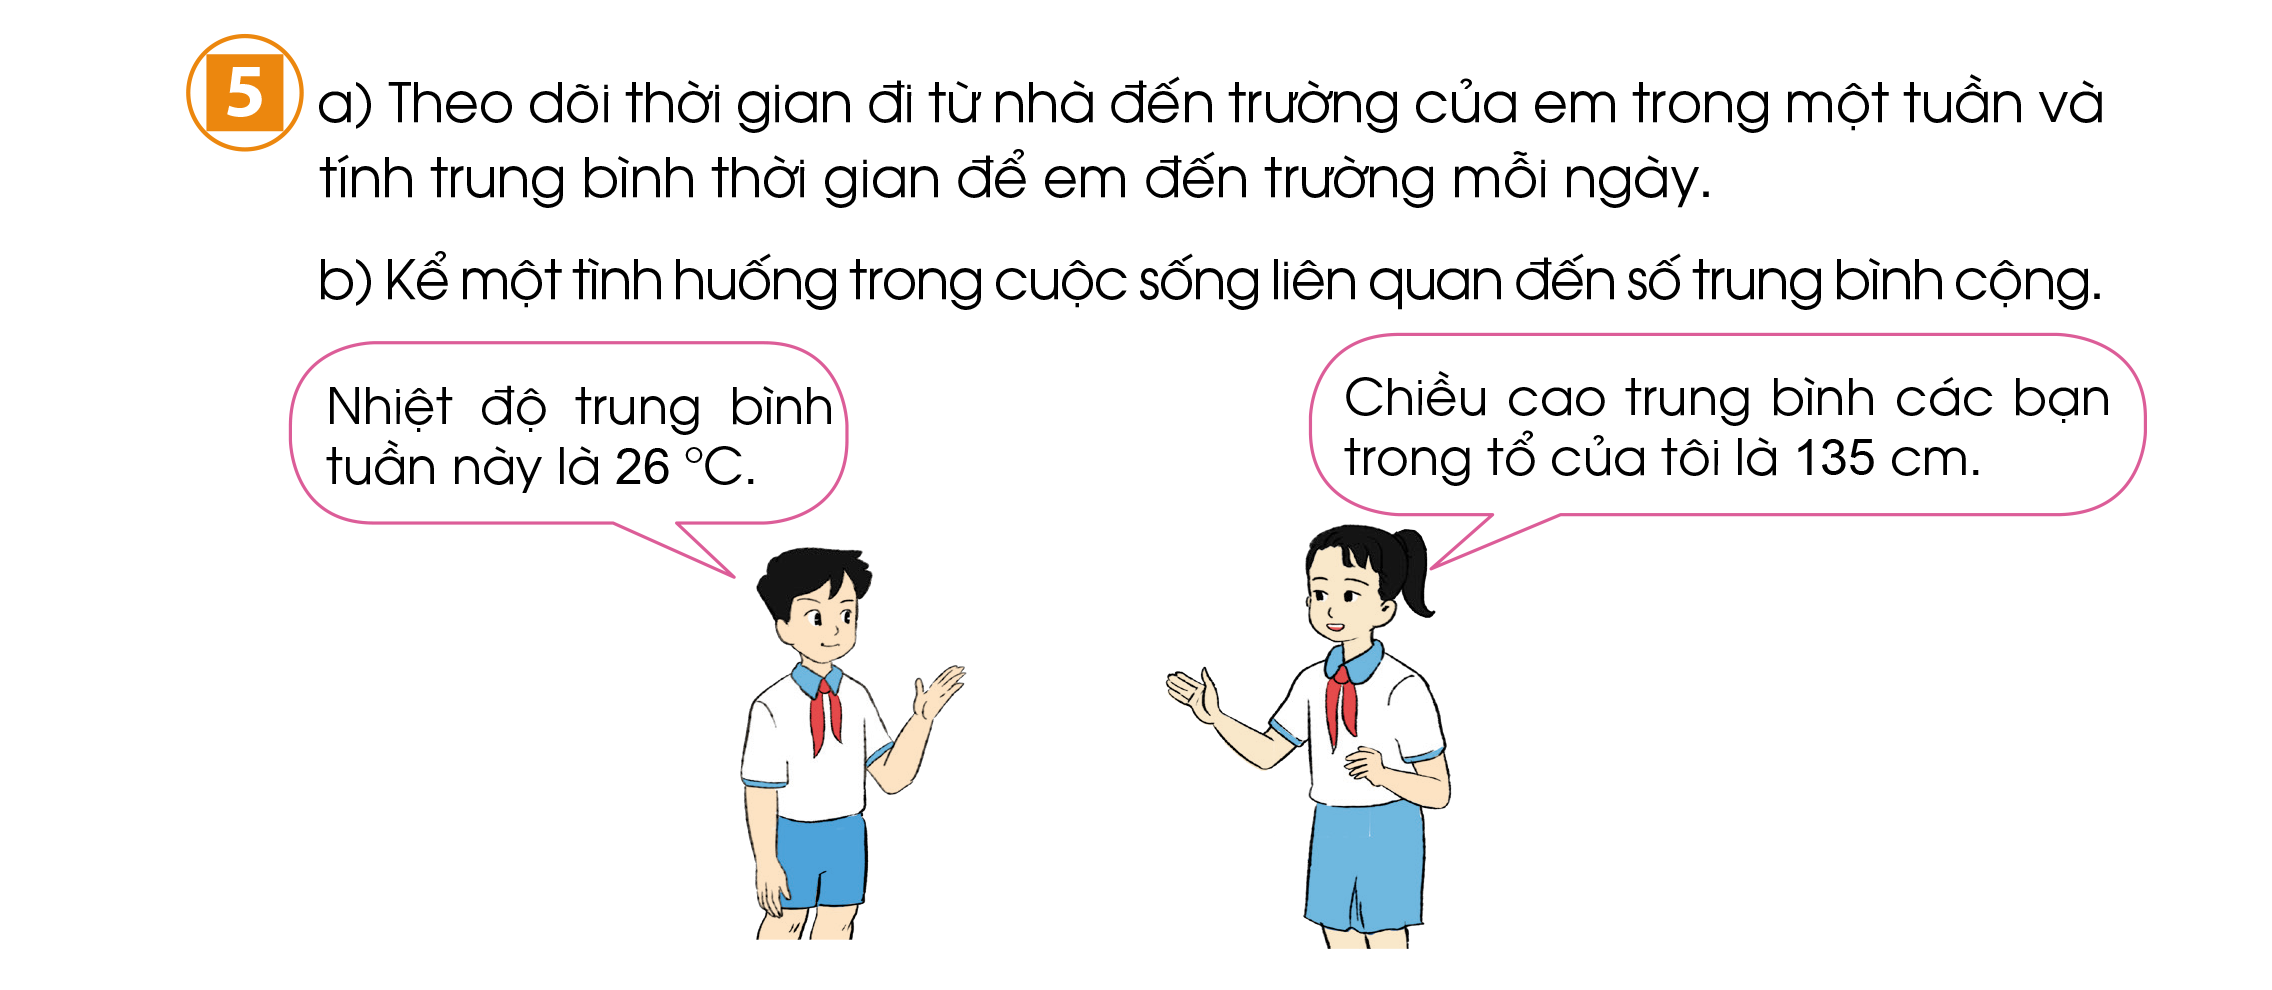 5
a) Theo dõi thời gian đi từ nhà đến trường của em trong một tuần và
tính trung bình thời gian để em đến trường mỗi ngày.
b) Kể một tình huống trong cuộc sống liên quan đến số trung bình cộng.
Nhiệt độ trung bình
tuần này là 26 °C.
Chiều cao trung bình các bạn
trong tổ của tôi là 135 cm.